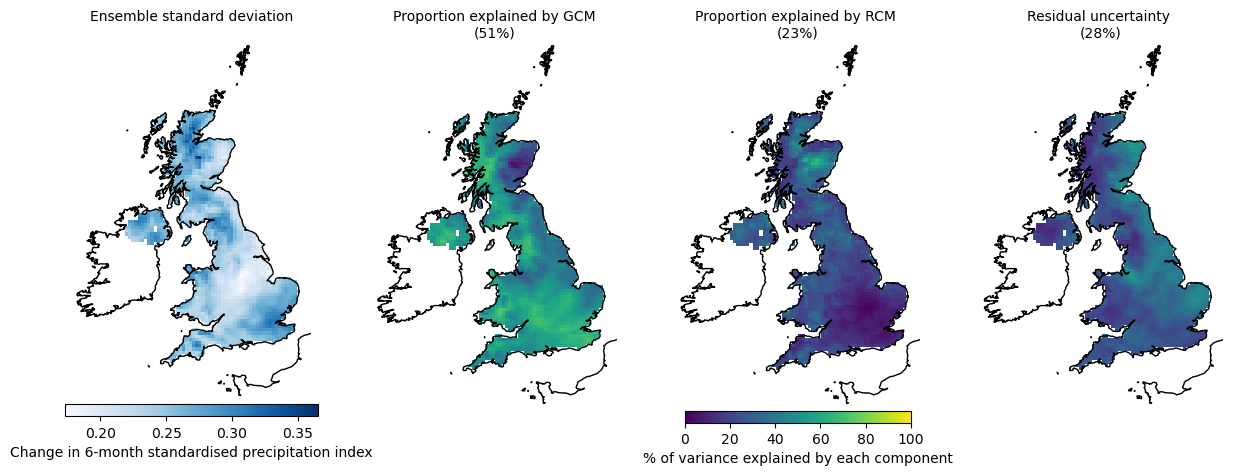 Ensemble standard deviation
Proportion explained by GCM
(51%)
Proportion explained by RCM
(23%)
Residual uncertainty
(28%)
0.20 0.25 0.30 0.35
Change in 6-month standardised precipitation index
0 20 40 60 80 100
% of variance explained by each component